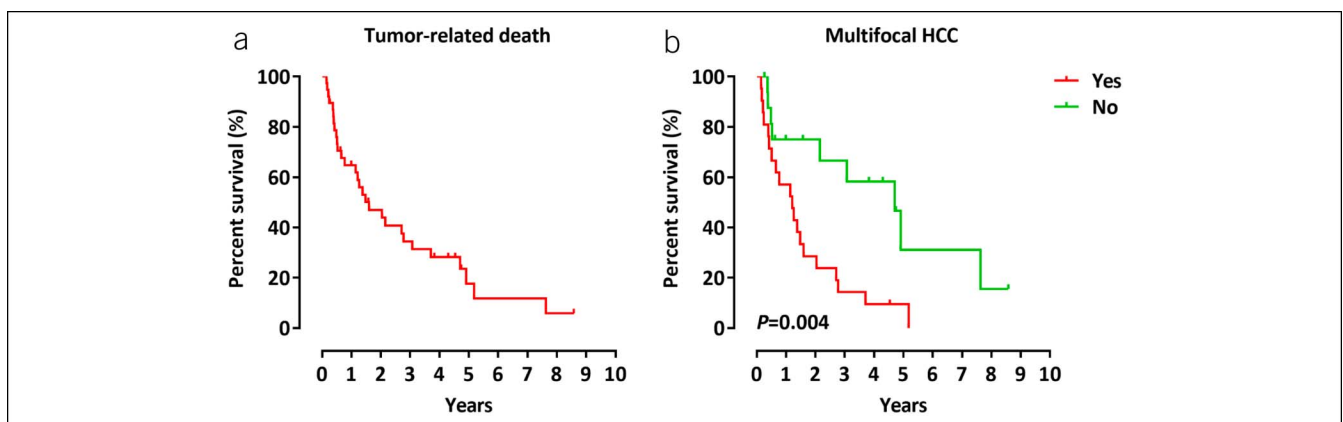 a
Tumor-related death
Percent survival (%)
100
80
60
40
20
0
0 1 2 3 4 5 6 7 8 9 10
Years
b
Multifocal HCC
Percent survival (%)
100
80
60
40
20
0
P=0.004
0 1 2 3 4 5 6 7 8 9 10
Years
Yes
No